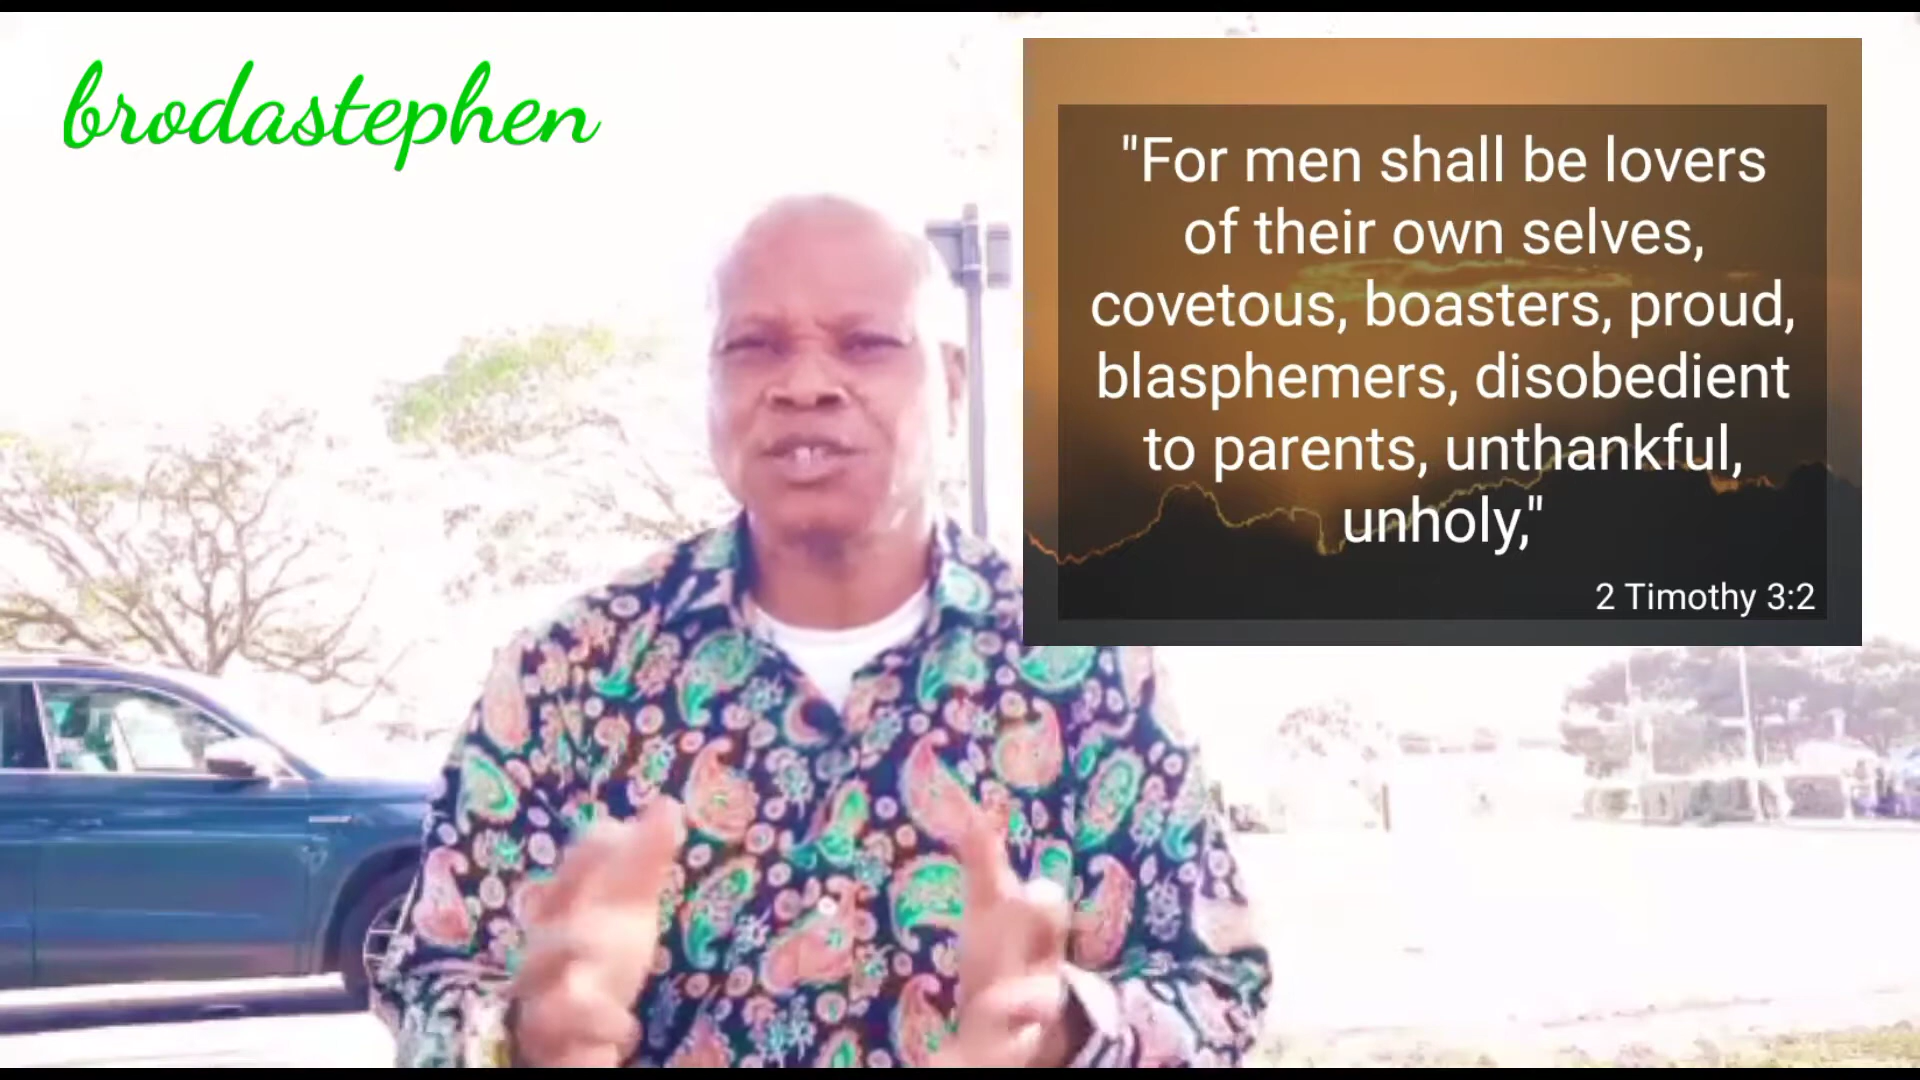 brodastephen
"For men shall be lovers
of their own selves,
covetous, boasters, proud,
blasphemers, disobedient
to parents, unthankful,
unholy,"
2 Timothy 3:2